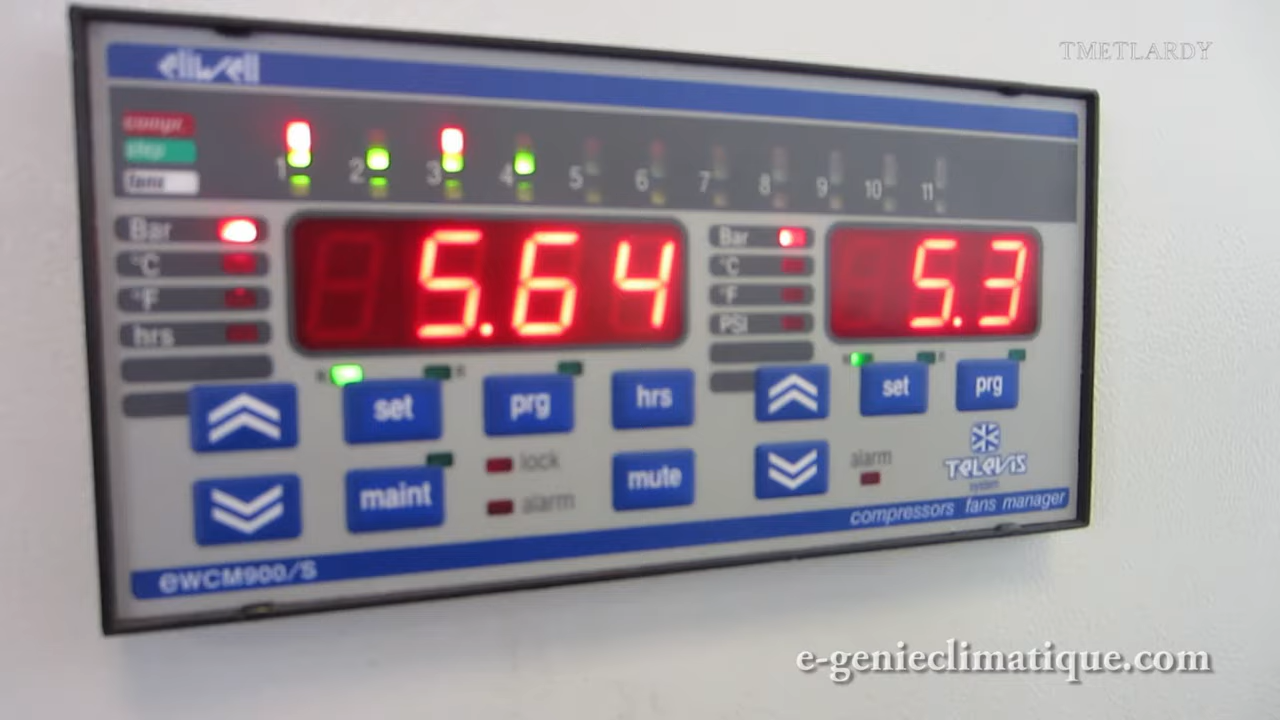 TMETLARDY
eliwell
compr.
step
fans
1 2 3 4 5 6 7 8 9 10 11
Bar
°C
°F
hrs
5.64
Bar
°C
°F
PSI
5.3
set
prg
hrs
set
prg
maint
lock
alarm
mute
alarm
TELEVIS
system
compressors fans manager
eWCM900/S
e-genieclimatique.com